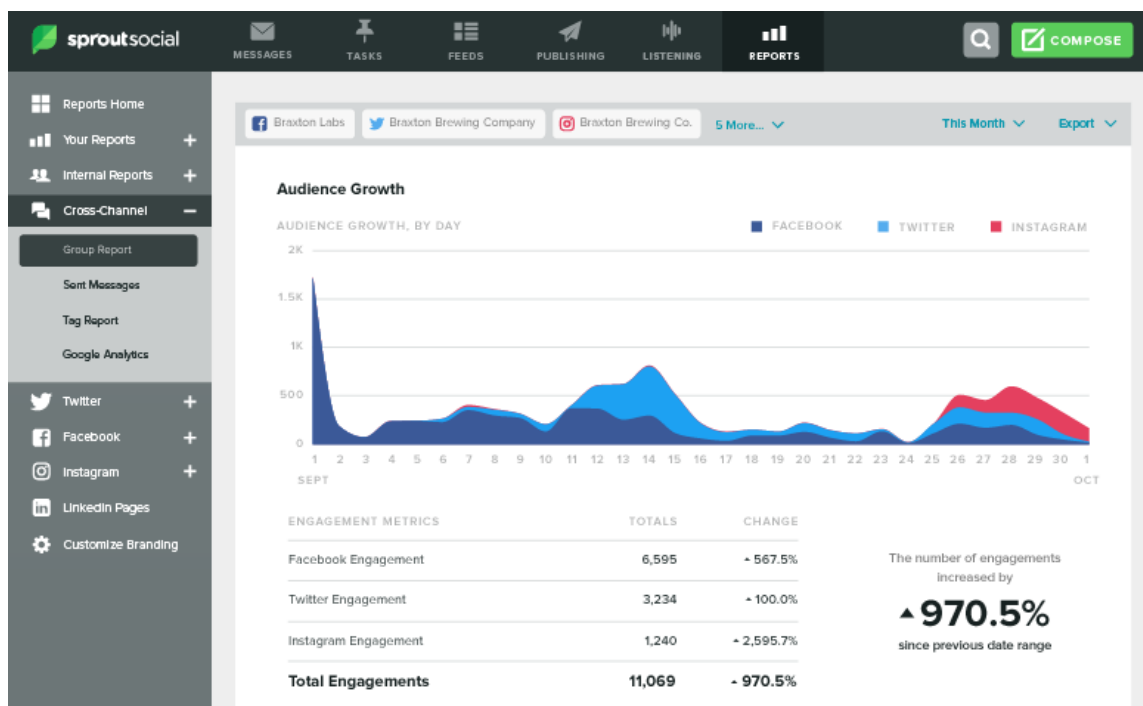 sproutsocial
MESSAGES TASKS FEEDS PUBLISHING LISTENING REPORTS
COMPOSE
Reports Home
Your Reports
Internal Reports
Cross-Channel
Group Report
Sent Messages
Tag Report
Google Analytics
Twitter
Facebook
Instagram
LinkedIn Pages
Customize Branding
Braxton Labs Braxton Brewing Company Braxton Brewing Co. 5 More... This Month Export
Audience Growth
AUDIENCE GROWTH, BY DAY FACEBOOK TWITTER INSTAGRAM
2K
1.5K
1K
500
0
1 2 3 4 5 6 7 8 9 10 11 12 13 14 15 16 17 18 19 20 21 22 23 24 25 26 27 28 29 30 1
SEPT OCT
ENGAGEMENT METRICS TOTALS CHANGE
Facebook Engagement 6,595 567.5%
Twitter Engagement 3,234 100.0%
Instagram Engagement 1,240 2,595.7%
Total Engagements 11,069 970.5%
The number of engagements
increased by
970.5%
since previous date range